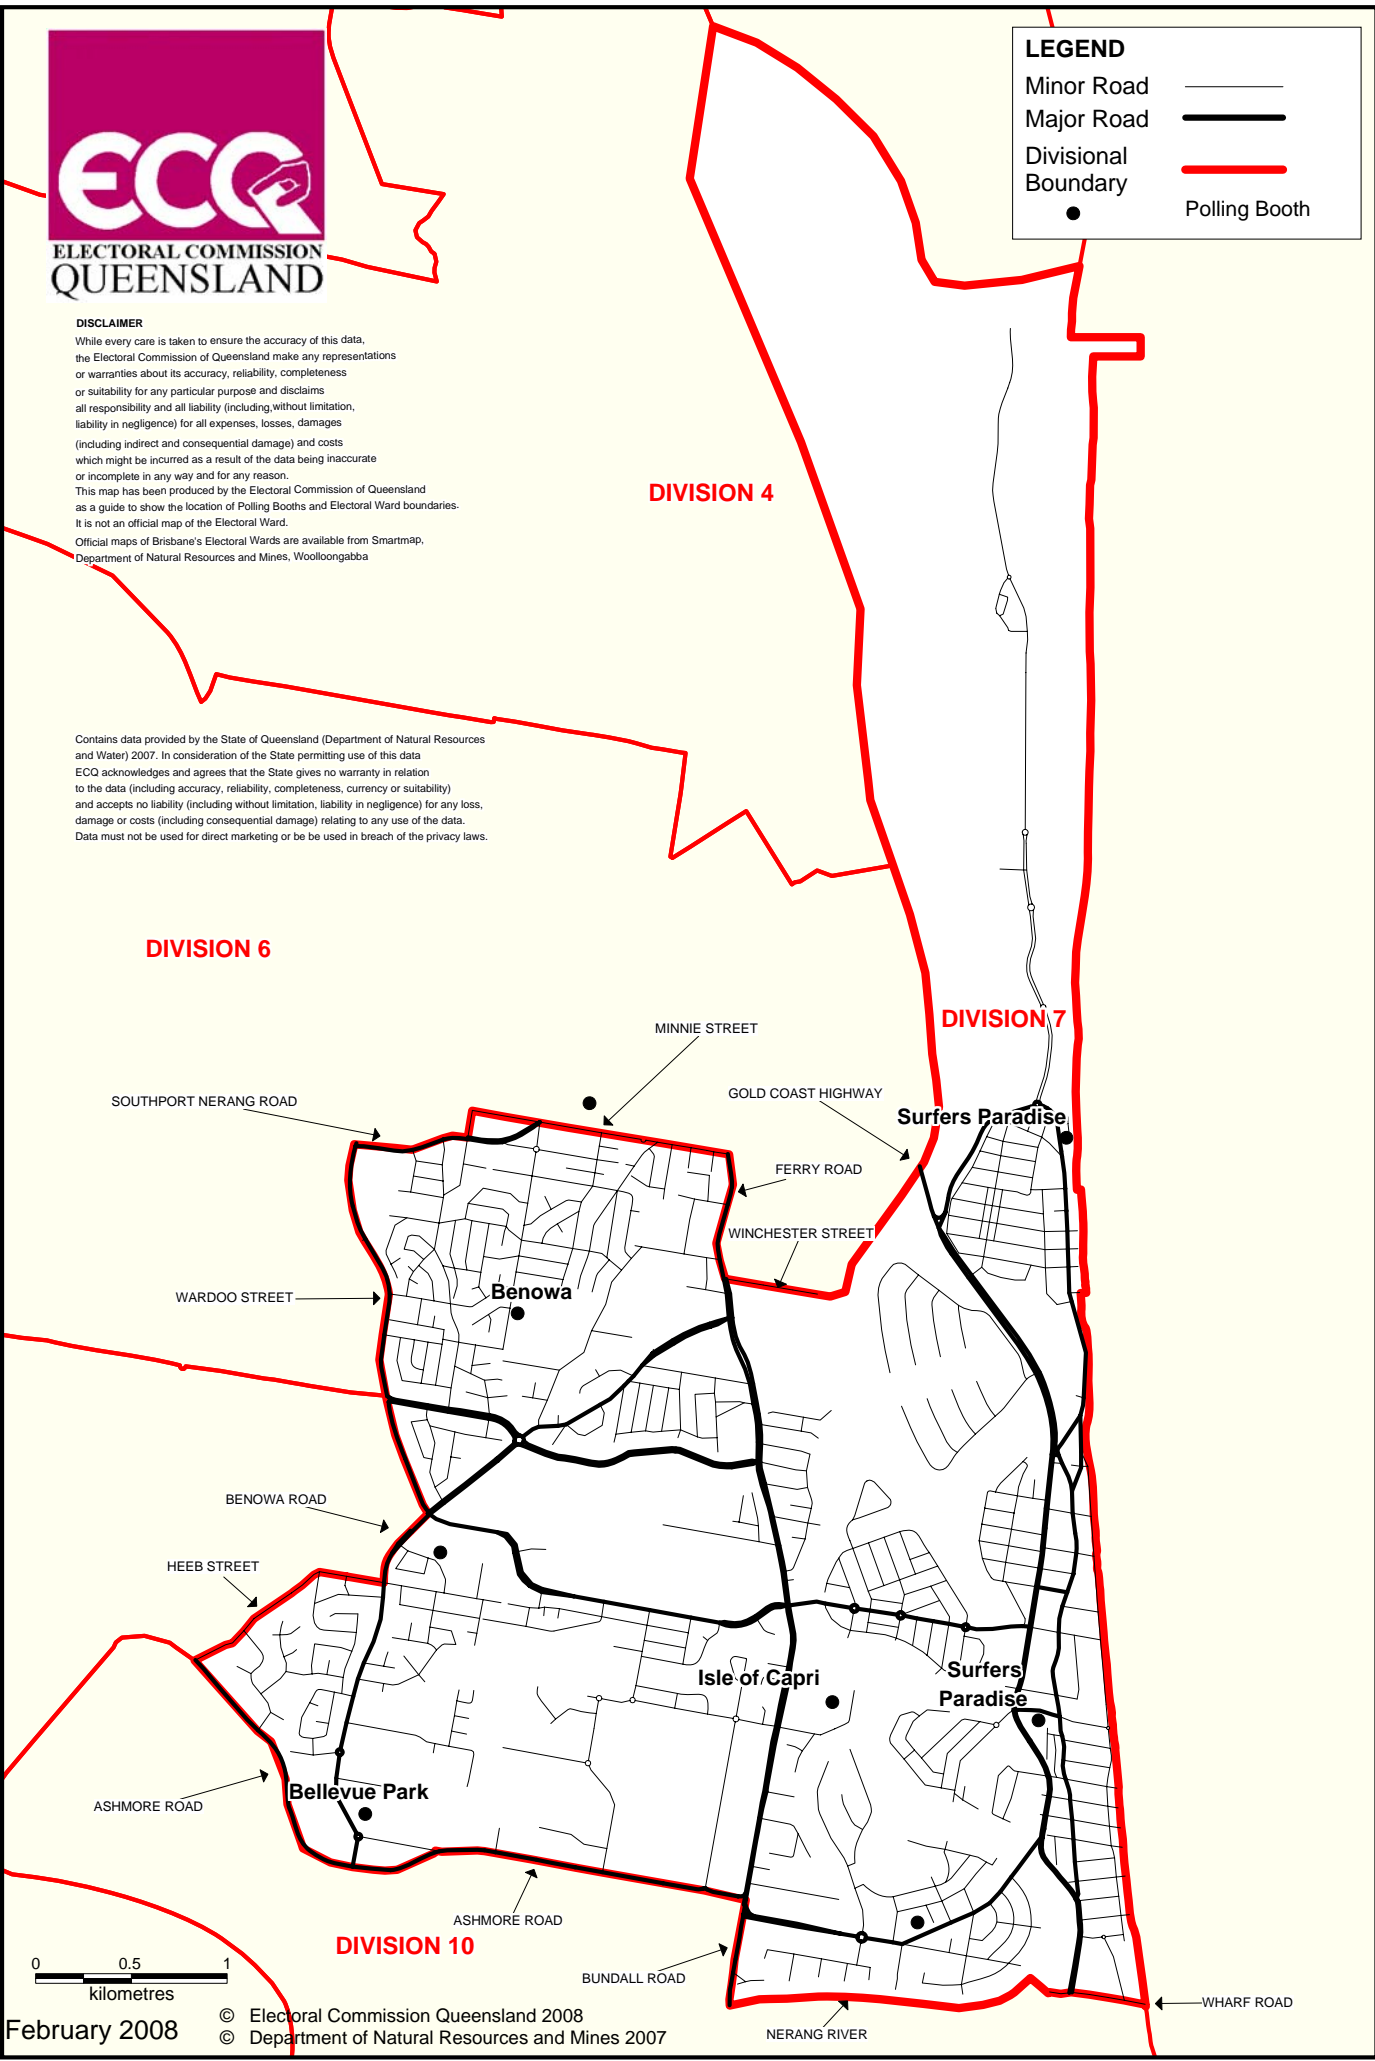 LEGEND
Minor Road
Major Road
Divisional
Boundary
Polling Booth
ECQ
ELECTORAL COMMISSION
QUEENSLAND
DISCLAIMER
While every care is taken to ensure the accuracy of this data,
the Electoral Commission of Queensland make any representations
or warranties about its accuracy, reliability, completeness
or suitability for any particular purpose and disclaims
all responsibility and all liability (including,without limitation,
liability in negligence) for all expenses, losses, damages
(including indirect and consequential damage) and costs
which might be incurred as a result of the data being inaccurate
or incomplete in any way and for any reason.
This map has been produced by the Electoral Commission of Queensland
as a guide to show the location of Polling Booths and Electoral Ward boundaries.
It is not an official map of the Electoral Ward.
Official maps of Brisbane's Electoral Wards are available from Smartmap,
Department of Natural Resources and Mines, Woolloongabba
DIVISION 4
Contains data provided by the State of Queensland (Department of Natural Resources
and Water) 2007. In consideration of the State permitting use of this data
ECQ acknowledges and agrees that the State gives no warranty in relation
to the data (including accuracy, reliability, completeness, currency or suitability)
and accepts no liability (including without limitation, liability in negligence) for any loss,
damage or costs (including consequential damage) relating to any use of the data.
Data must not be used for direct marketing or be be used in breach of the privacy laws.
DIVISION 6
DIVISION 7
MINNIE STREET
SOUTHPORT NERANG ROAD
GOLD COAST HIGHWAY
Surfers Paradise
FERRY ROAD
WINCHESTER STREET
WARDOO STREET
Benowa
BENOWA ROAD
HEEB STREET
Isle of Capri
Surfers
Paradise
ASHMORE ROAD
Bellevue Park
ASHMORE ROAD
DIVISION 10
BUNDALL ROAD
WHARF ROAD
NERANG RIVER
0 0.5 1
kilometres
February 2008
© Electoral Commission Queensland 2008
© Department of Natural Resources and Mines 2007